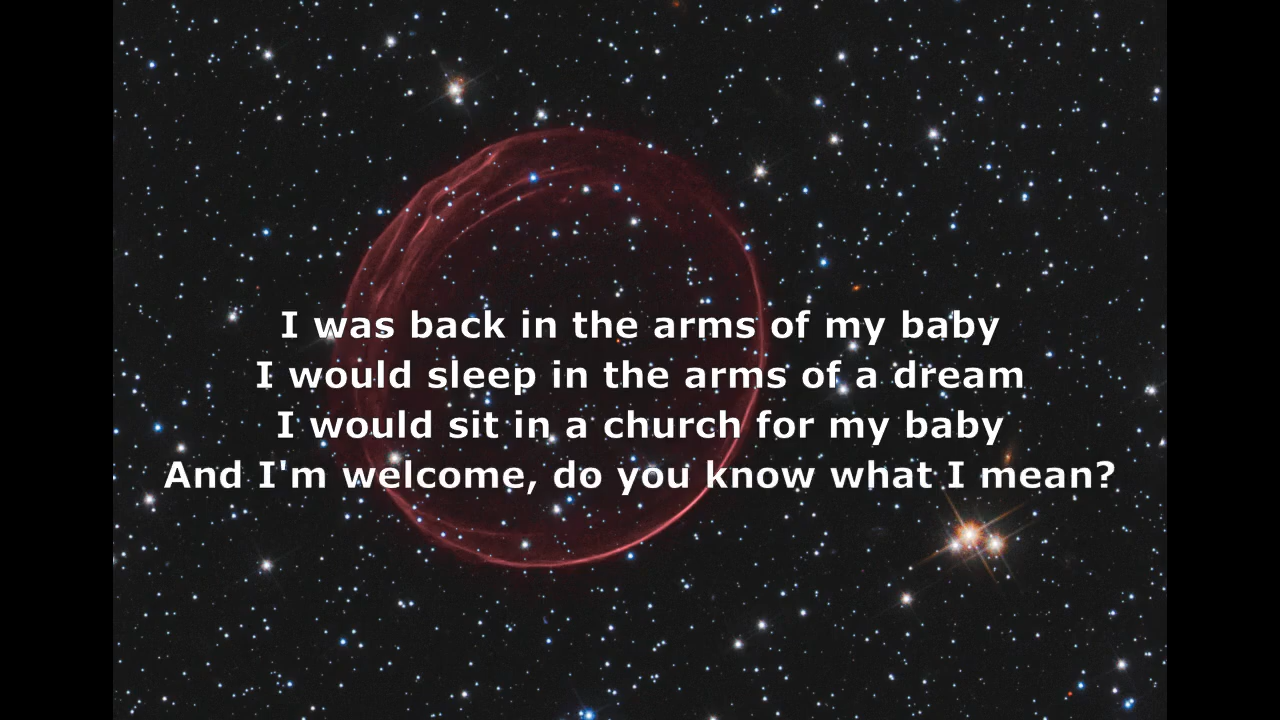 I was back in the arms of my baby
I would sleep in the arms of a dream
I would sit in a church for my baby
And I'm welcome, do you know what I mean?